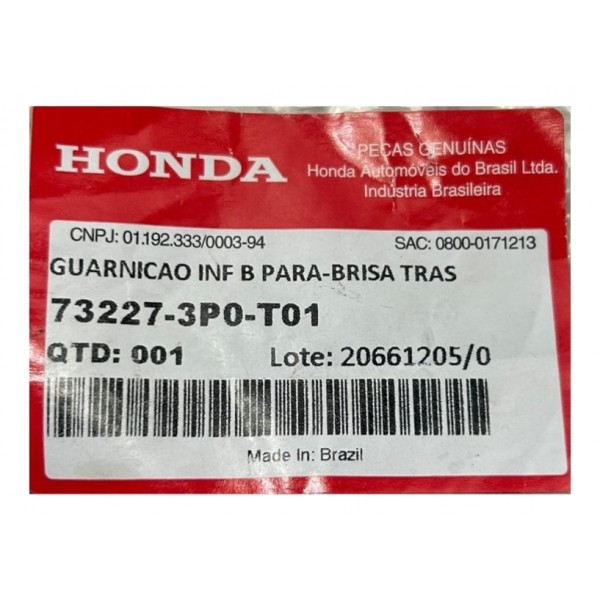 HONDA
PEÇAS GENUÍNAS
Honda Automóveis do Brasil Ltda.
Indústria Brasileira
CNPJ: 01.192.333/0003-94 SAC: 0800-0171213
GUARNICAO INF B PARA-BRISA TRAS
73227-3P0-T01
QTD: 001 Lote: 20661205/0
Made In: Brazil